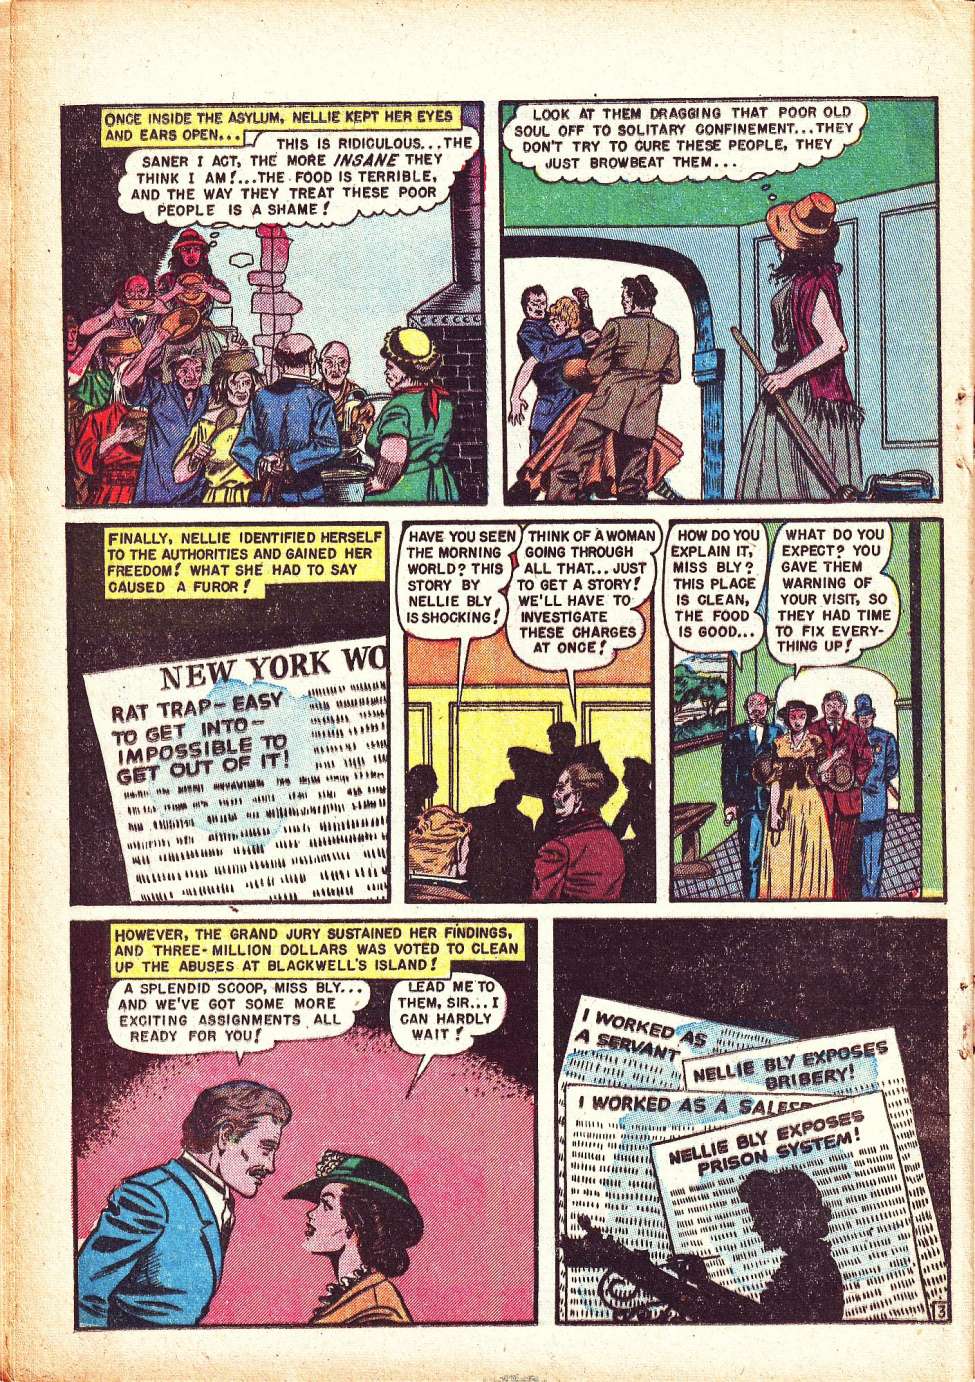 ONCE INSIDE THE ASYLUM, NELLIE KEPT HER EYES
AND EARS OPEN...
THIS IS RIDICULOUS...THE
SANER I ACT, THE MORE INSANE THEY
THINK I AM!...THE FOOD IS TERRIBLE,
AND THE WAY THEY TREAT THESE POOR
PEOPLE IS A SHAME!
LOOK AT THEM DRAGGING THAT POOR OLD
SOUL OFF TO SOLITARY CONFINEMENT...THEY
DON'T TRY TO CURE THESE PEOPLE, THEY
JUST BROWBEAT THEM...
FINALLY, NELLIE IDENTIFIED HERSELF
TO THE AUTHORITIES AND GAINED HER
FREEDOM! WHAT SHE HAD TO SAY
CAUSED A FUROR!
NEW YORK WO
RAT TRAP-EASY
TO GET INTO-
IMPOSSIBLE TO
GET OUT OF IT!
HAVE YOU SEEN
THE MORNING
WORLD? THIS
STORY BY
NELLIE BLY
IS SHOCKING!
THINK OF A WOMAN
GOING THROUGH
ALL THAT...JUST
TO GET A STORY!
WE'LL HAVE TO
INVESTIGATE
THESE CHARGES
AT ONCE!
HOW DO YOU
EXPLAIN IT,
MISS BLY?
THIS PLACE
IS CLEAN,
THE FOOD
IS GOOD...
WHAT DO YOU
EXPECT? YOU
GAVE THEM
WARNING OF
YOUR VISIT, SO
THEY HAD TIME
TO FIX EVERY-
THING UP!
HOWEVER, THE GRAND JURY SUSTAINED HER FINDINGS,
AND THREE-MILLION DOLLARS WAS VOTED TO CLEAN
UP THE ABUSES AT BLACKWELL'S ISLAND!
A SPLENDID SCOOP, MISS BLY...
AND WE'VE GOT SOME MORE
EXCITING ASSIGNMENTS ALL
READY FOR YOU!
LEAD ME TO
THEM, SIR...I
CAN HARDLY
WAIT!
I WORKED AS
A SERVANT
NELLIE BLY EXPOSES
BRIBERY!
I WORKED AS A SALESP
NELLIE BLY EXPOSES
PRISON SYSTEM!
3